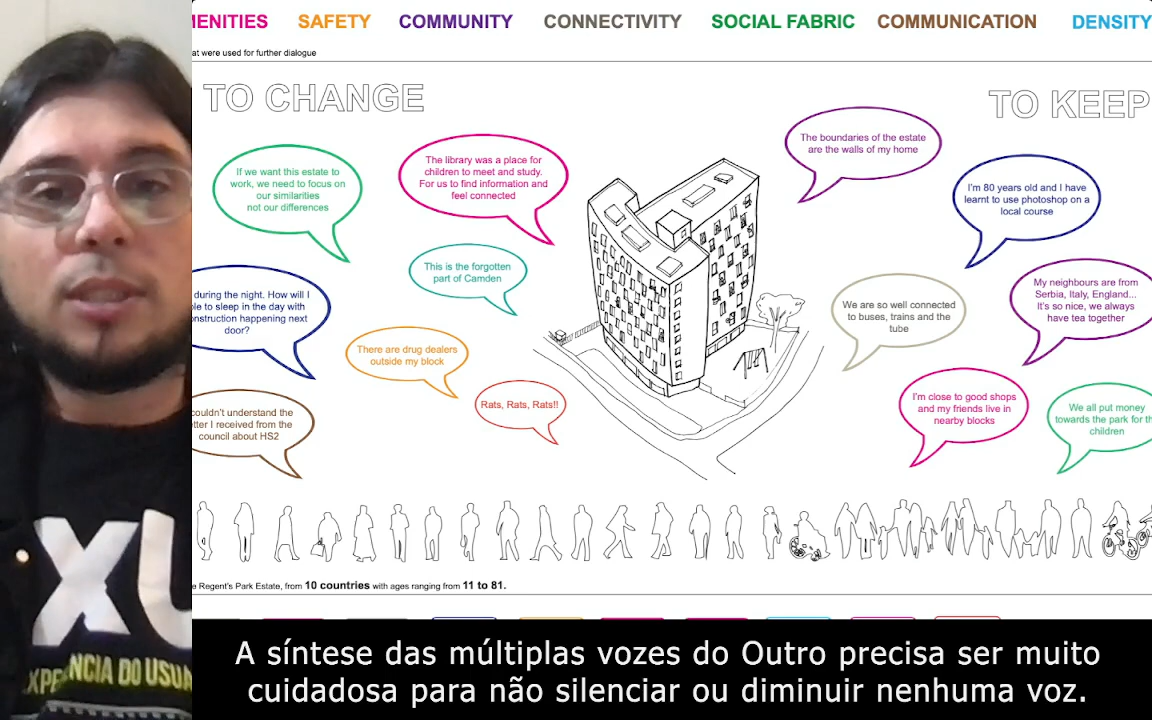 MENITIES SAFETY COMMUNITY CONNECTIVITY SOCIAL FABRIC COMMUNICATION DENSITY
at were used for further dialogue
TO CHANGE
TO KEEP
If we want this estate to
work, we need to focus on
our similarities
not our differences
The library was a place for
children to meet and study.
For us to find information and
feel connected
The boundaries of the estate
are the walls of my home
I'm 80 years old and I have
learnt to use photoshop on a
local course
during the night. How will I
le to sleep in the day with
onstruction happening next
door?
This is the forgotten
part of Camden
We are so well connected
to buses, trains and the
tube
My neighbours are from
Serbia, Italy, England...
It's so nice, we always
have tea together
There are drug dealers
outside my block
Rats, Rats, Rats!!
couldn't understand the
tter I received from the
council about HS2
I'm close to good shops
and my friends live in
nearby blocks
We all put money
towards the park for th
children
e Regent's Park Estate, from 10 countries with ages ranging from 11 to 81.
XU
XPE NCIA DO USUÁ
A síntese das múltiplas vozes do Outro precisa ser muito
cuidadosa para não silenciar ou diminuir nenhuma voz.